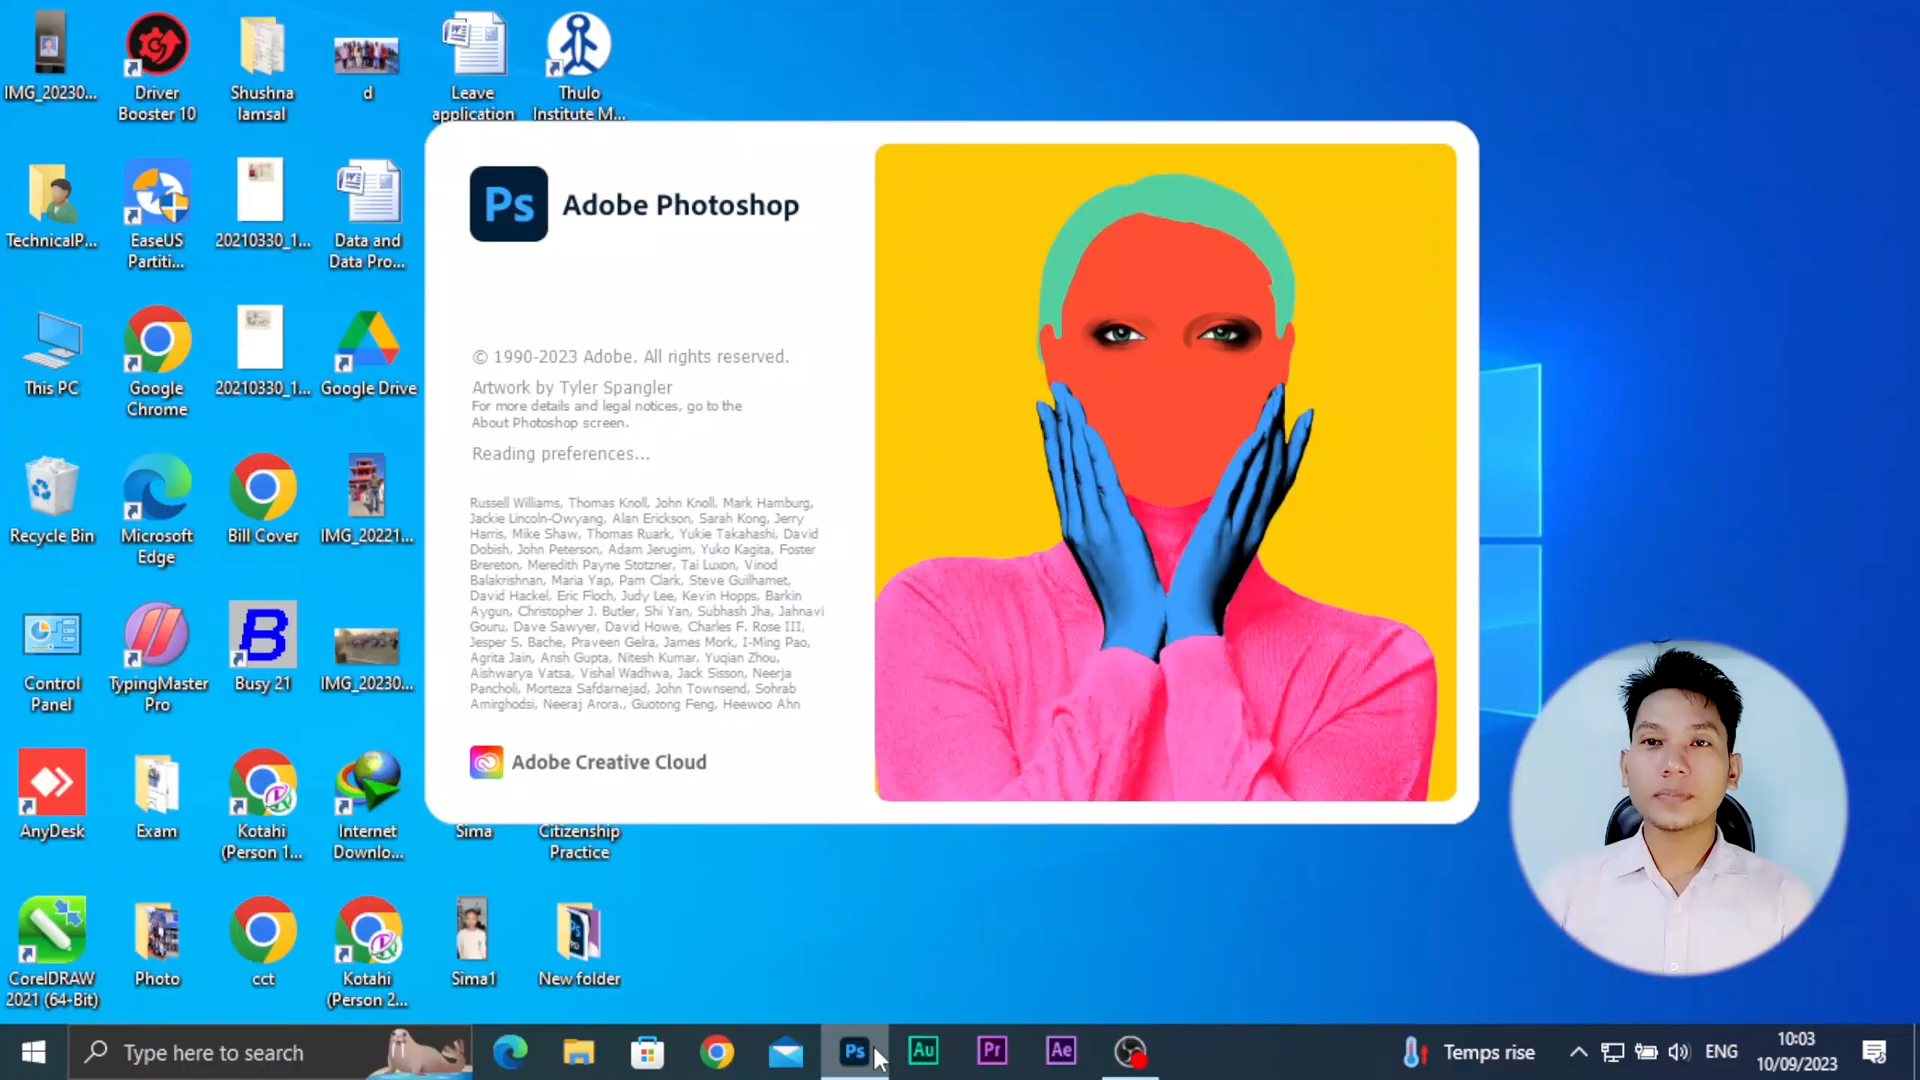 IMG_20230...
Driver
Booster 10
Shushna
lamsal
d
Leave
application
Thulo
Institute M...
TechnicalP...
EaseUS
Partiti...
20210330_1...
Data and
Data Pro...
This PC
Google
Chrome
20210330_1...
Google Drive
Recycle Bin
Microsoft
Edge
Bill Cover
IMG_20221...
Control
Panel
TypingMaster
Pro
B
Busy 21
IMG_20230...
AnyDesk
Exam
Kotahi
(Person 1...
Internet
Downlo...
Sima
Citizenship
Practice
CorelDRAW
2021 (64-Bit)
Photo
cct
Kotahi
(Person 2...
Sima1
New folder
Ps Adobe Photoshop
© 1990-2023 Adobe. All rights reserved.
Artwork by Tyler Spangler
For more details and legal notices, go to the
About Photoshop screen.
Reading preferences...
Russell Williams, Thomas Knoll, John Knoll, Mark Hamburg,
Jackie Lincoln-Owyang, Alan Erickson, Sarah Kong, Jerry
Harris, Mike Shaw, Thomas Ruark, Yukie Takahashi, David
Dobish, John Peterson, Adam Jerugim, Yuko Kagita, Foster
Brereton, Meredith Payne Stotzner, Tai Luxon, Vinod
Balakrishnan, Maria Yap, Pam Clark, Steve Guilhamet,
David Hackel, Eric Floch, Judy Lee, Kevin Hopps, Barkin
Aygun, Christopher J. Butler, Shi Yan, Subhash Jha, Jahnavi
Gouru, Dave Sawyer, David Howe, Charles F. Rose III,
Jesper S. Bache, Praveen Gelra, James Mork, I-Ming Pao,
Agrita Jain, Ansh Gupta, Nitesh Kumar, Yuqian Zhou,
Aishwarya Vatsa, Vishal Wadhwa, Jack Sisson, Neerja
Pancholi, Morteza Safdarnejad, John Townsend, Sohrab
Amirghodsi, Neeraj Arora., Guotong Feng, Heewoo Ahn
Adobe Creative Cloud
Type here to search
Ps
Au
Pr
Ae
Temps rise
ENG
10:03
10/09/2023